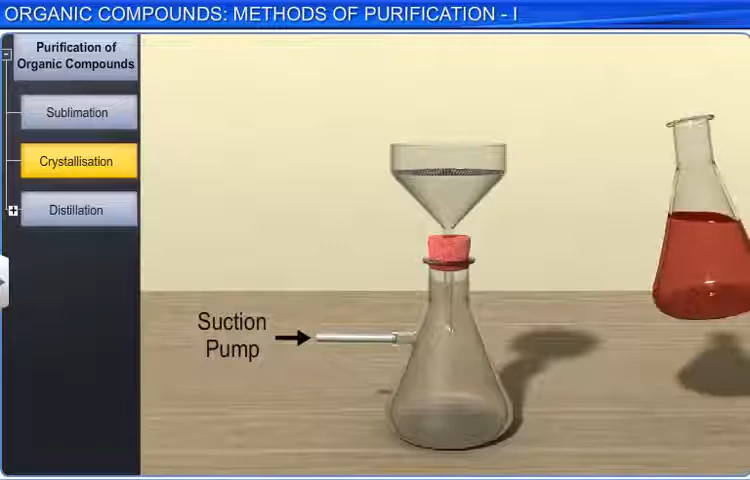 ORGANIC COMPOUNDS: METHODS OF PURIFICATION - I
Purification of
Organic Compounds
Sublimation
Crystallisation
Distillation
Suction
Pump